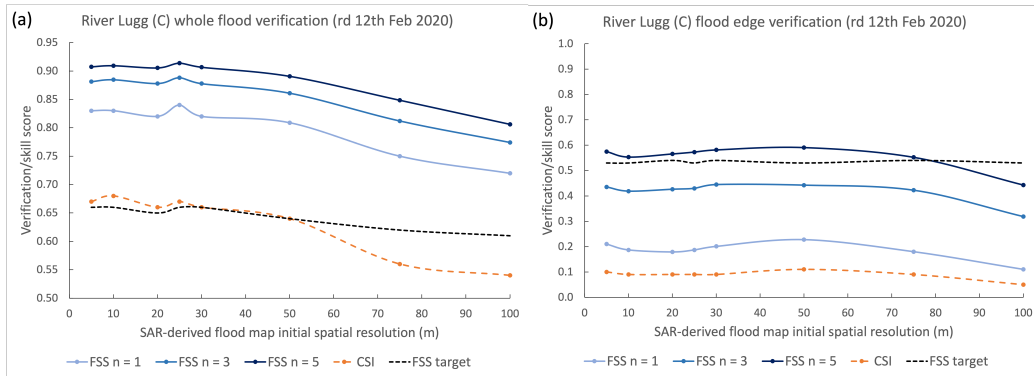 (a)
River Lugg (C) whole flood verification (rd 12th Feb 2020)
Verification/skill score
0.95
0.90
0.85
0.80
0.75
0.70
0.65
0.60
0.55
0.50
0 10 20 30 40 50 60 70 80 90 100
SAR-derived flood map initial spatial resolution (m)
FSS n = 1 FSS n = 3 FSS n = 5 CSI FSS target
(b)
River Lugg (C) flood edge verification (rd 12th Feb 2020)
Verification/skill score
1.0
0.9
0.8
0.7
0.6
0.5
0.4
0.3
0.2
0.1
0.0
0 10 20 30 40 50 60 70 80 90 100
SAR-derived flood map initial spatial resolution (m)
FSS n = 1 FSS n = 3 FSS n = 5 CSI FSS target